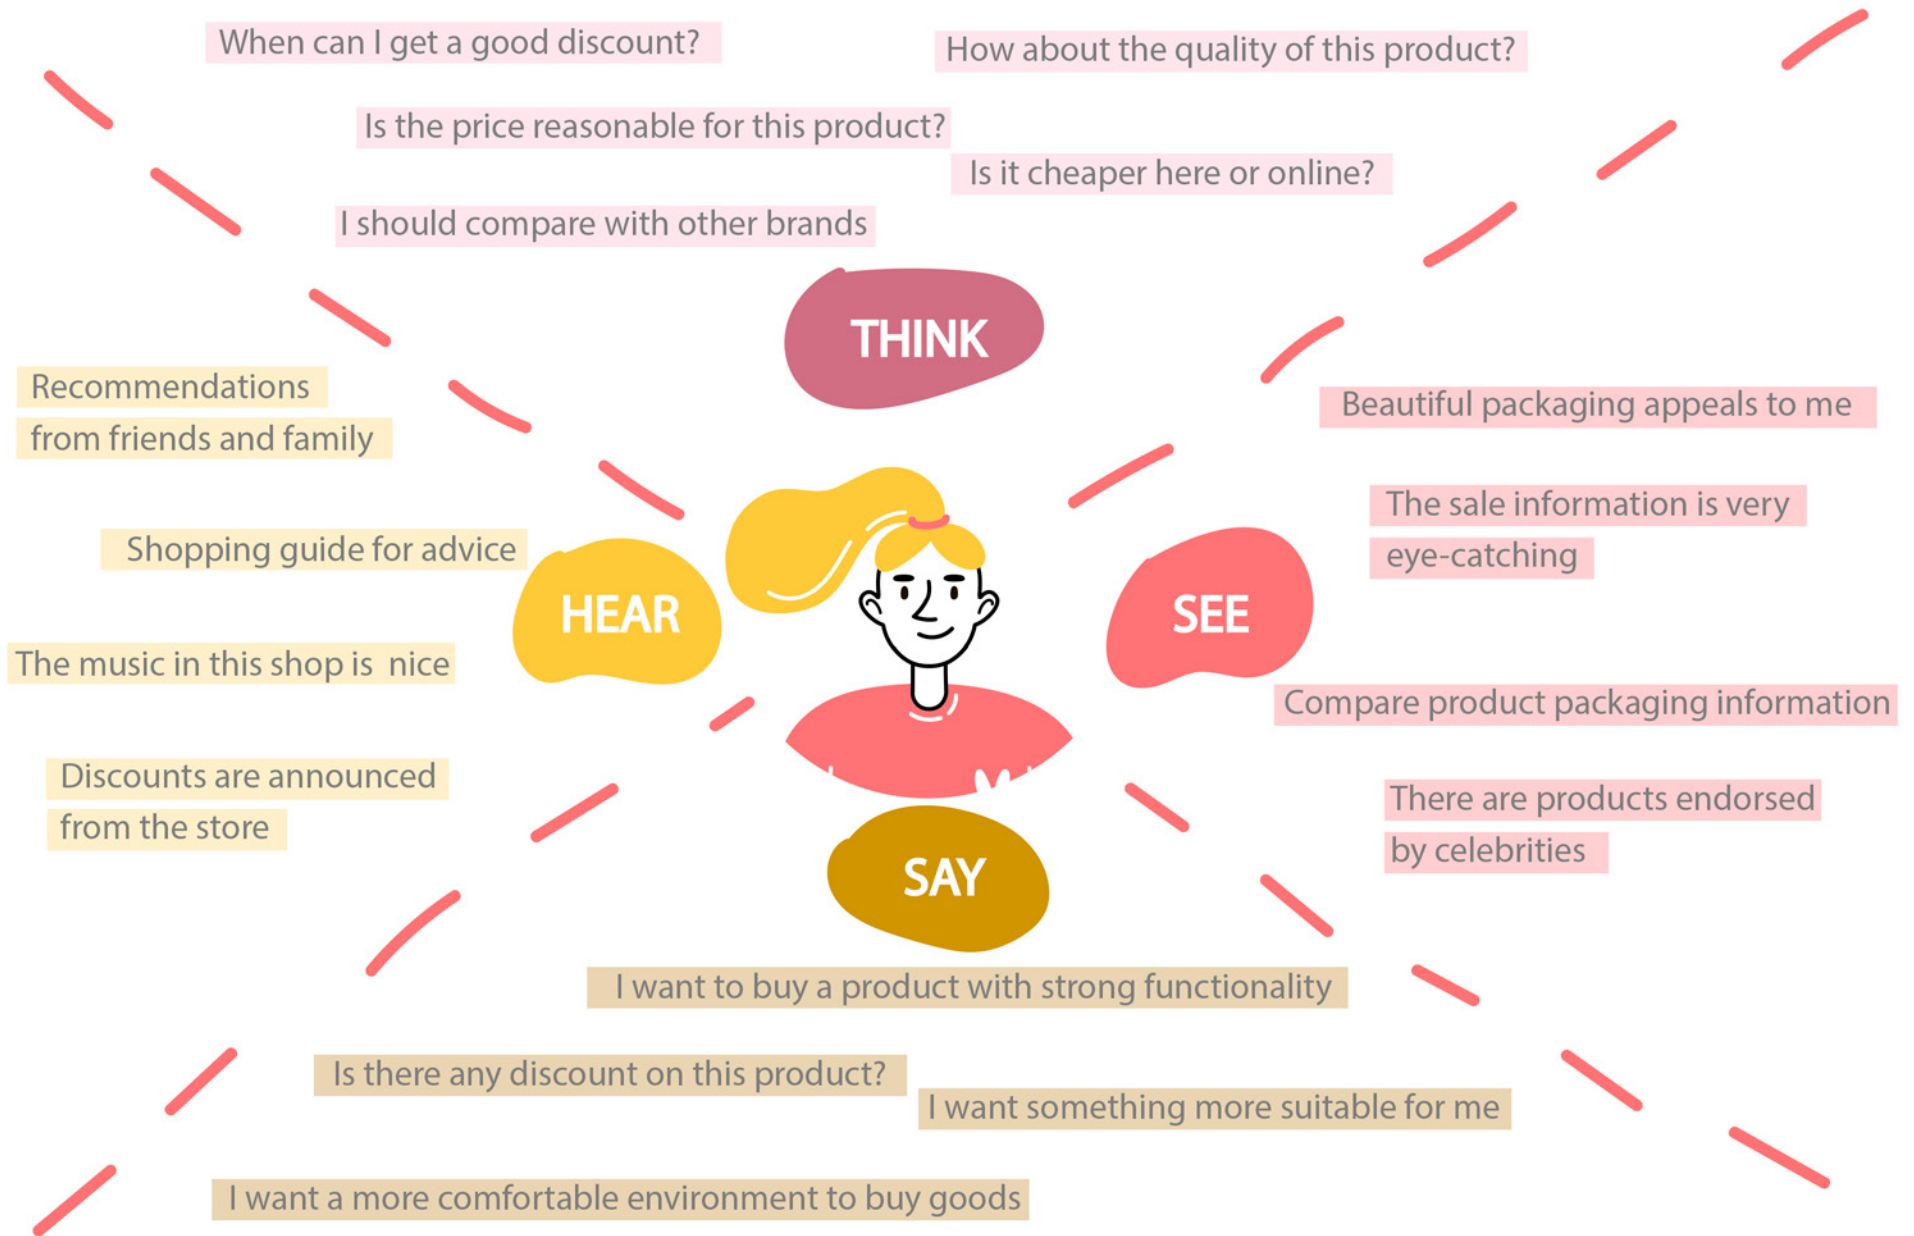 When can I get a good discount?
How about the quality of this product?
Is the price reasonable for this product?
Is it cheaper here or online?
I should compare with other brands
THINK
Recommendations
from friends and family
Shopping guide for advice
HEAR
The music in this shop is nice
Discounts are announced
from the store
Beautiful packaging appeals to me
The sale information is very
eye-catching
SEE
Compare product packaging information
There are products endorsed
by celebrities
SAY
I want to buy a product with strong functionality
Is there any discount on this product?
I want something more suitable for me
I want a more comfortable environment to buy goods